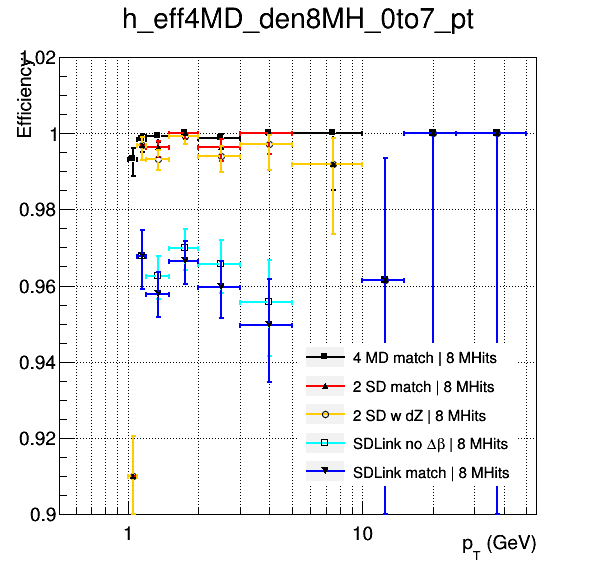 h_eff4MD_den8MH_0to7_pt
Efficiency
1.02
1
0.98
0.96
0.94
0.92
0.9
4 MD match | 8 MHits
2 SD match | 8 MHits
2 SD w dZ | 8 MHits
SDLink no Δβ | 8 MHits
SDLink match | 8 MHits
1
10
p_T (GeV)